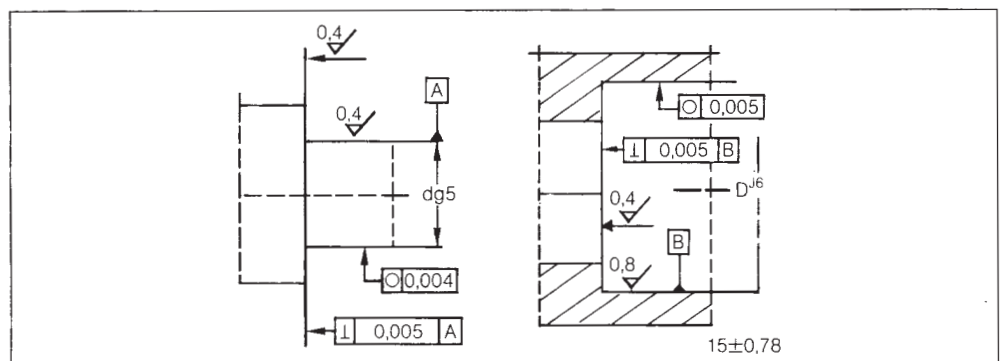 0,4
0,4
A
dg5
○ 0,004
⊥ 0,005 A
○ 0,005
⊥ 0,005 B
D^J6
0,4
B
0,8
15±0,78